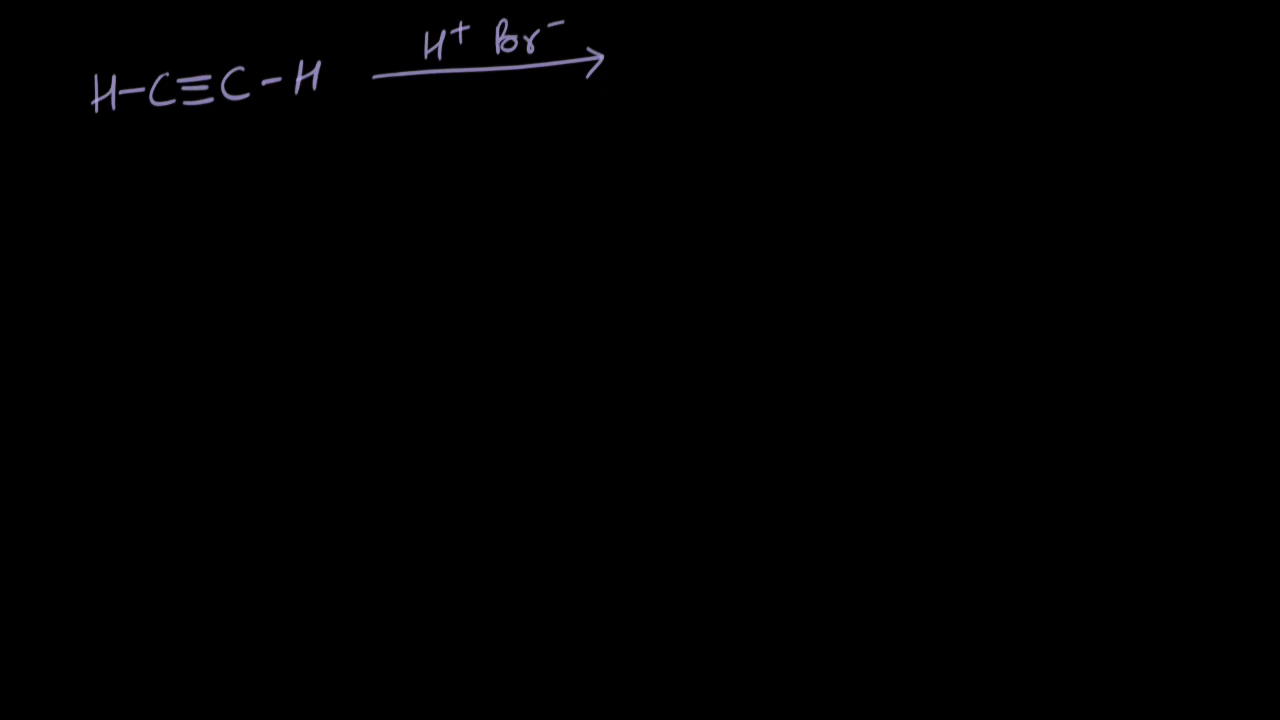 H-C≡C-H H⁺ Br⁻ →